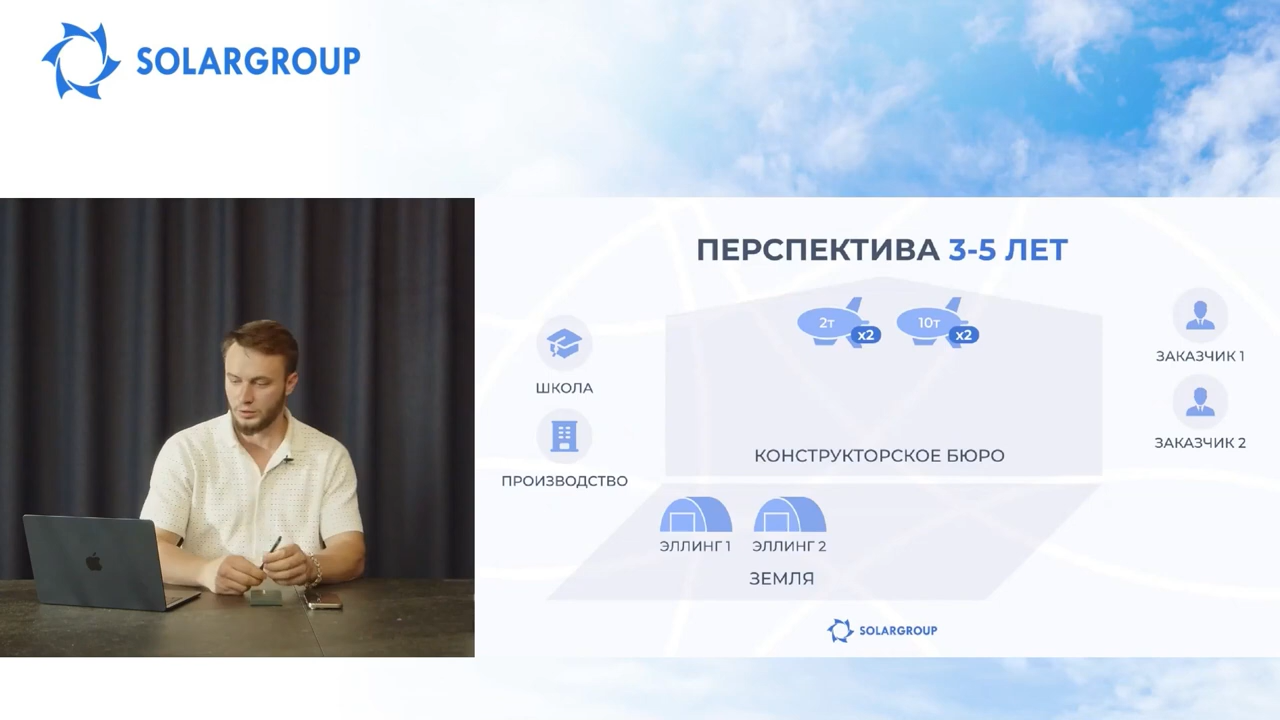 SOLARGROUP
ПЕРСПЕКТИВА 3-5 ЛЕТ
2т
x2
10т
x2
ШКОЛА
ПРОИЗВОДСТВО
ЗАКАЗЧИК 1
ЗАКАЗЧИК 2
КОНСТРУКТОРСКОЕ БЮРО
ЭЛЛИНГ 1
ЭЛЛИНГ 2
ЗЕМЛЯ
SOLARGROUP